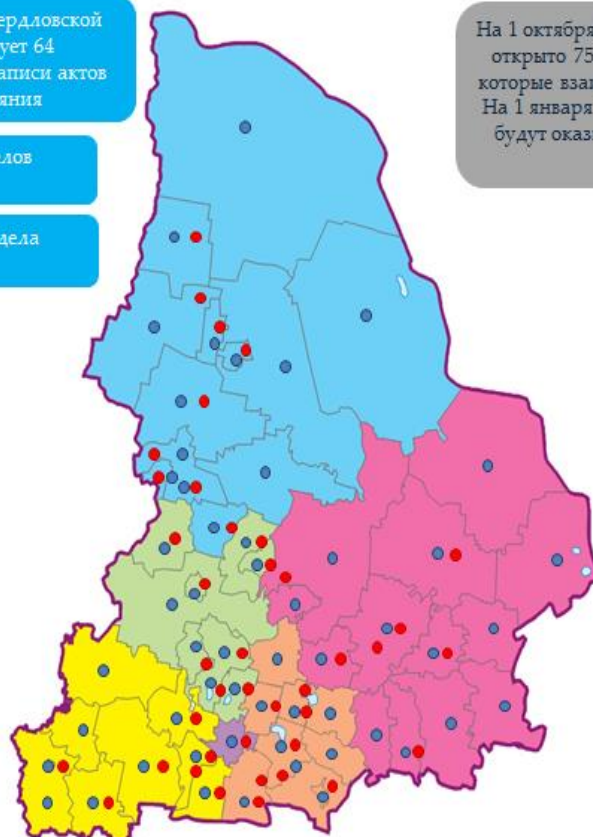 ердловской
ует 64
аписи актов
яния
лов
дела
На 1 октября
открыто 75
которые взаи
На 1 января
будут оказ